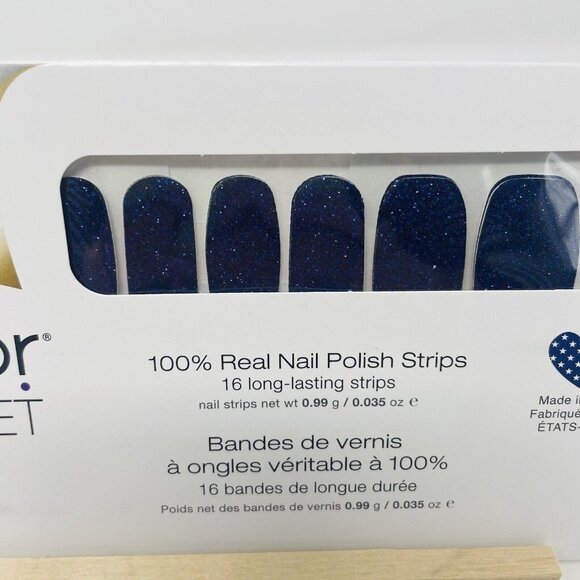 or®
ET
100% Real Nail Polish Strips
16 long-lasting strips
nail strips net wt 0.99 g / 0.035 oz ℮
Bandes de vernis
à ongles véritable à 100%
16 bandes de longue durée
Poids net des bandes de vernis 0.99 g / 0.035 oz ℮
Made in
Fabriqué
ÉTATS-